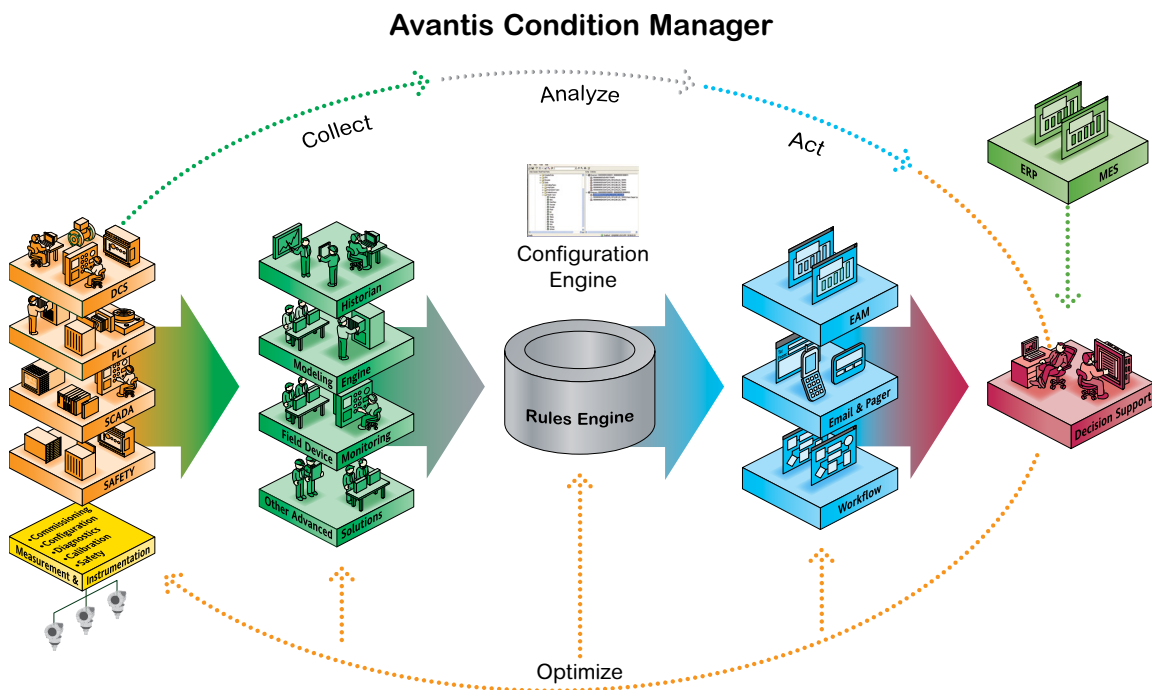 Avantis Condition Manager
Collect
Analyze
Act
ERP
MES
Configuration
Engine
DCS
PLC
SCADA
SAFETY
•Commissioning
•Configuration
•Diagnostics
•Calibration
•Safety
Measurement & Instrumentation
Historian
Modeling Engine
Field Device Monitoring
Other Advanced Solutions
Rules Engine
EAM
Email & Pager
Workflow
Decision Support
Optimize